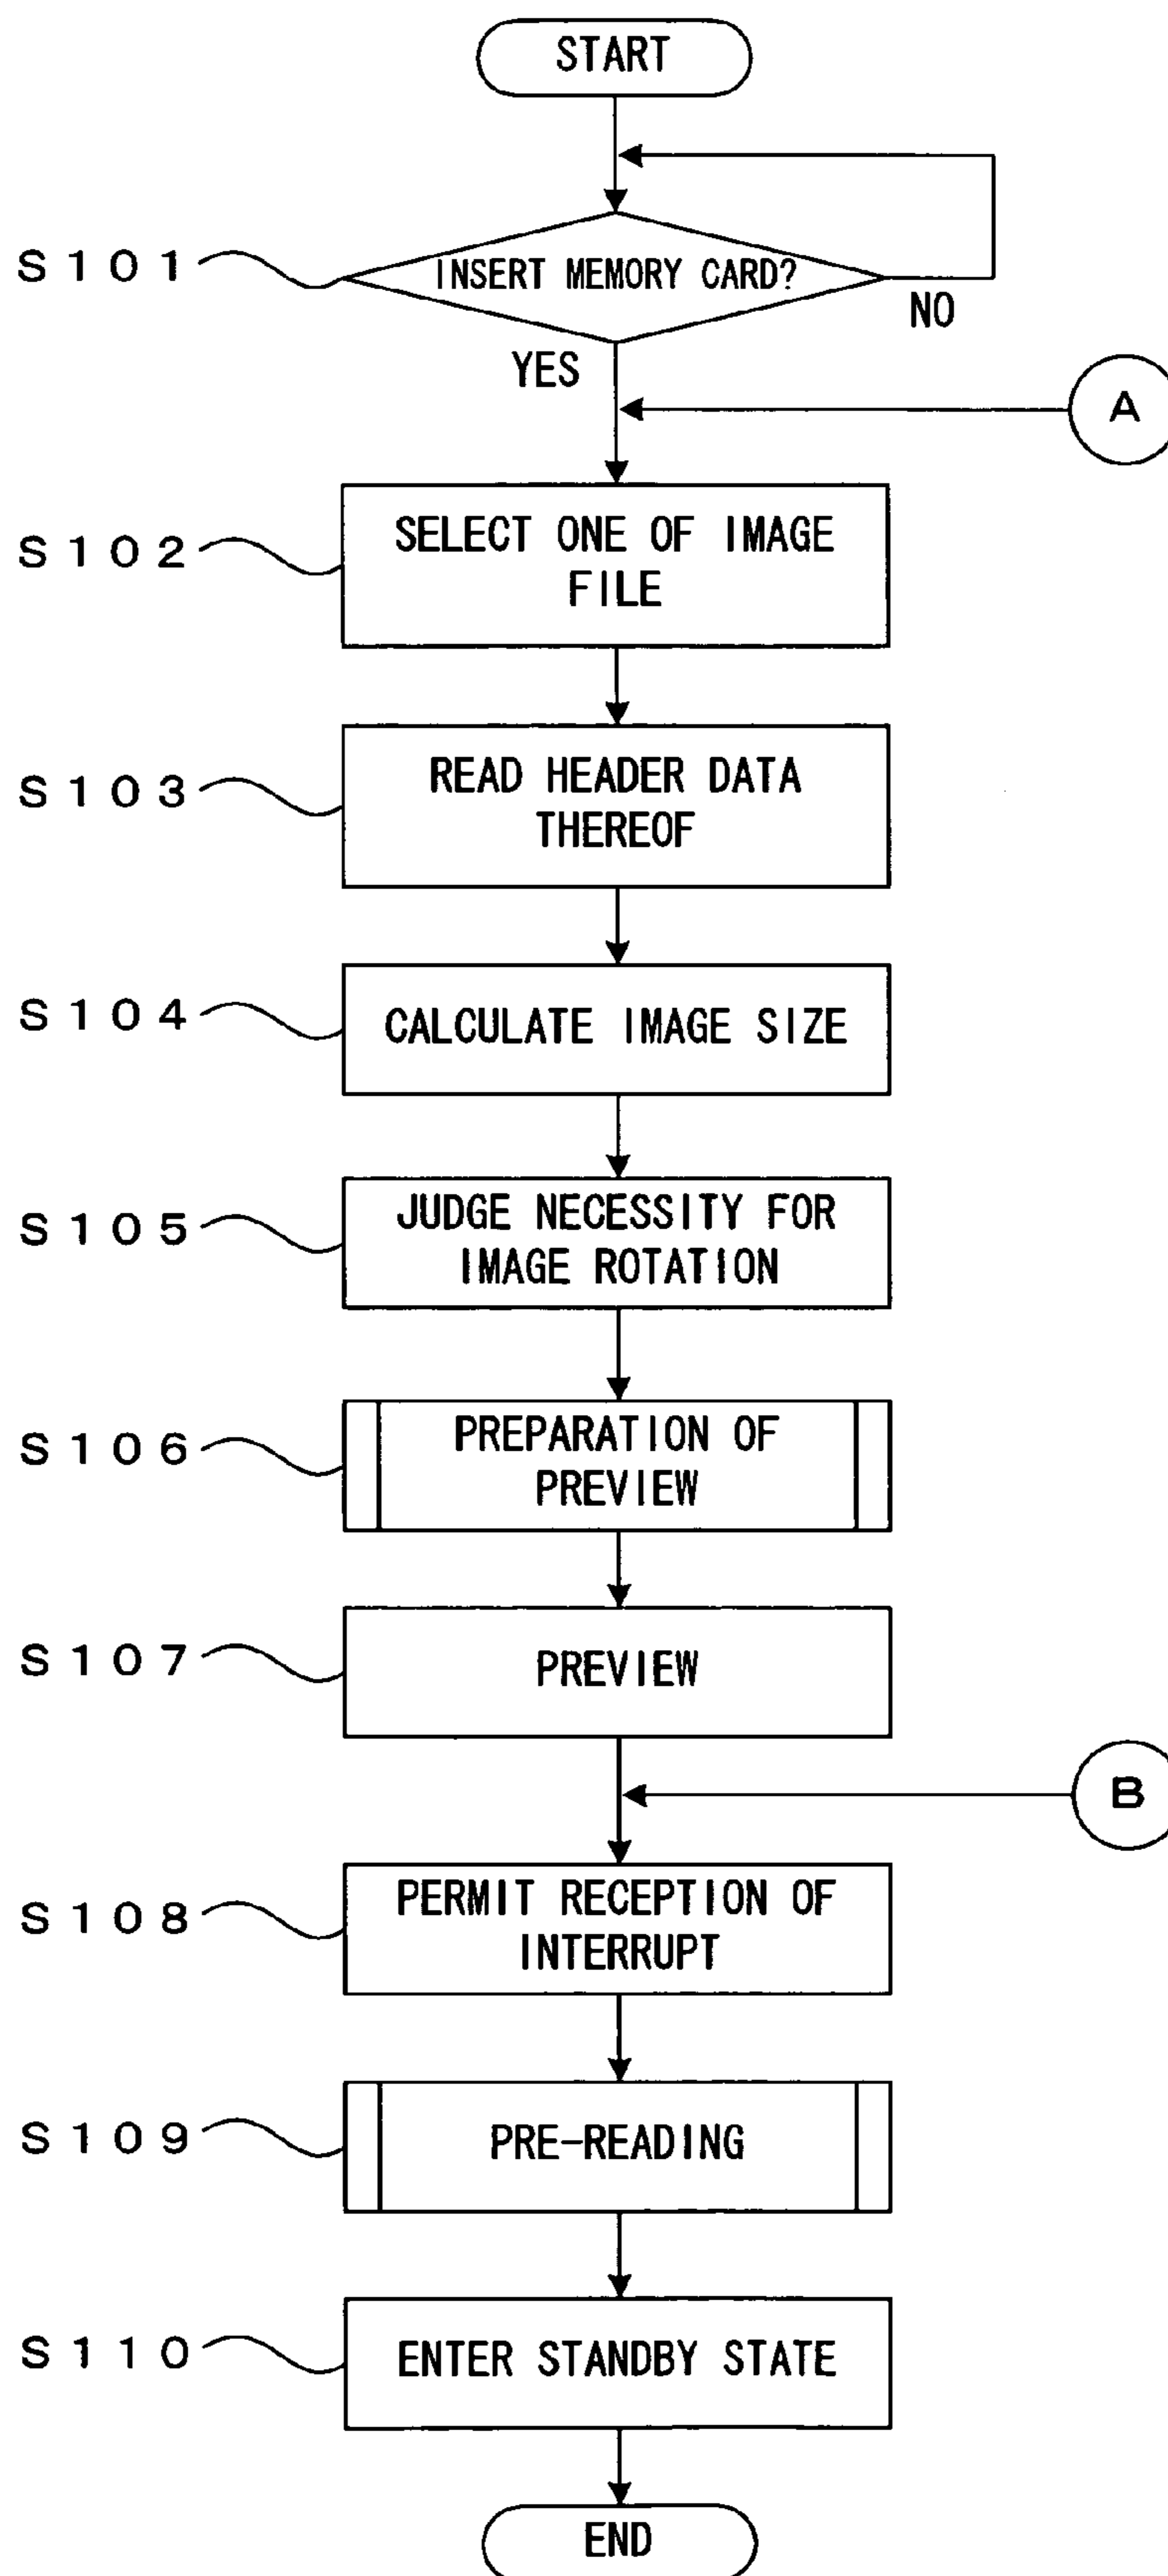 START
S101
INSERT MEMORY CARD?
NO
YES
A
S102
SELECT ONE OF IMAGE
FILE
S103
READ HEADER DATA
THEREOF
S104
CALCULATE IMAGE SIZE
S105
JUDGE NECESSITY FOR
IMAGE ROTATION
S106
PREPARATION OF
PREVIEW
S107
PREVIEW
B
S108
PERMIT RECEPTION OF
INTERRUPT
S109
PRE-READING
S110
ENTER STANDBY STATE
END